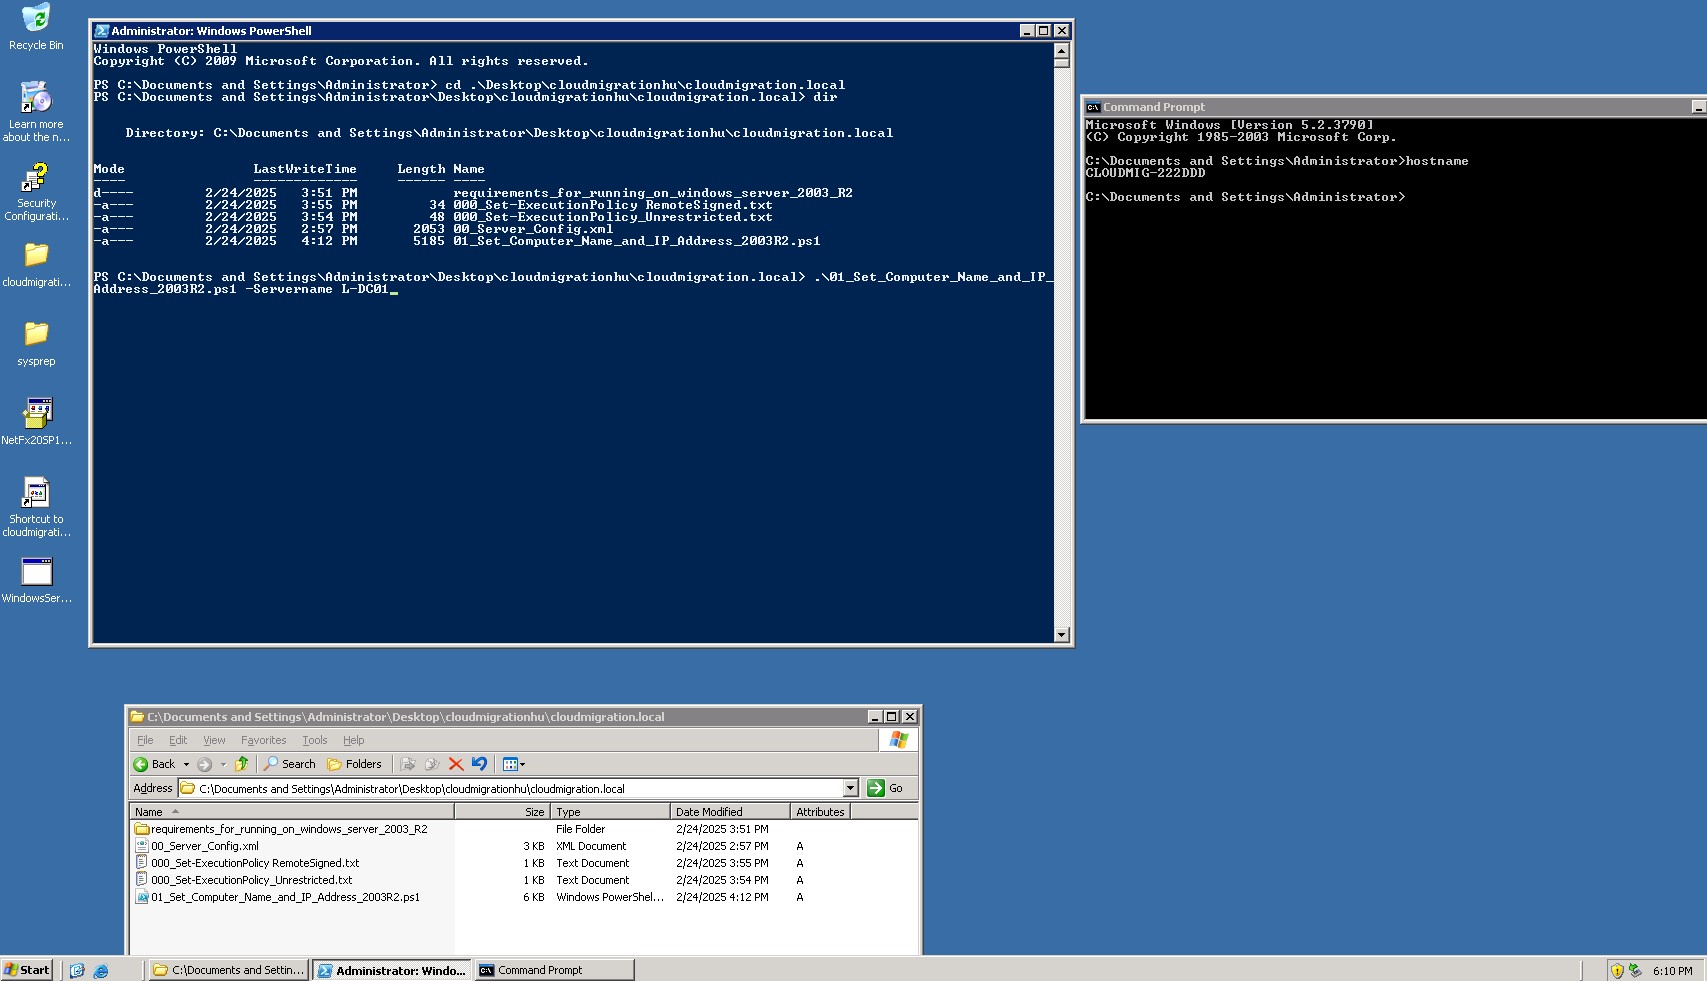 Recycle Bin
Learn more
about the n...
Security
Configurati...
cloudmigrati...
sysprep
NetFx20SP1...
Shortcut to
cloudmigrati...
WindowsSer...
Administrator: Windows PowerShell
Windows PowerShell
Copyright (C) 2009 Microsoft Corporation. All rights reserved.
PS C:\Documents and Settings\Administrator> cd .\Desktop\cloudmigrationhu\cloudmigration.local
PS C:\Documents and Settings\Administrator\Desktop\cloudmigrationhu\cloudmigration.local> dir
Directory: C:\Documents and Settings\Administrator\Desktop\cloudmigrationhu\cloudmigration.local
Mode LastWriteTime Length Name
---- ------------- ------ ----
d---- 2/24/2025 3:51 PM requirements_for_running_on_windows_server_2003_R2
-a--- 2/24/2025 3:55 PM 34 000_Set-ExecutionPolicy RemoteSigned.txt
-a--- 2/24/2025 3:54 PM 48 000_Set-ExecutionPolicy_Unrestricted.txt
-a--- 2/24/2025 2:57 PM 2053 00_Server_Config.xml
-a--- 2/24/2025 4:12 PM 5185 01_Set_Computer_Name_and_IP_Address_2003R2.ps1
PS C:\Documents and Settings\Administrator\Desktop\cloudmigrationhu\cloudmigration.local> .\01_Set_Computer_Name_and_IP_
Address_2003R2.ps1 -Servername L-DC01_
Command Prompt
Microsoft Windows [Version 5.2.3790]
(C) Copyright 1985-2003 Microsoft Corp.
C:\Documents and Settings\Administrator>hostname
CLOUDMIG-222DDD
C:\Documents and Settings\Administrator>
C:\Documents and Settings\Administrator\Desktop\cloudmigrationhu\cloudmigration.local
File Edit View Favorites Tools Help
Back Search Folders
Address C:\Documents and Settings\Administrator\Desktop\cloudmigrationhu\cloudmigration.local Go
Name Size Type Date Modified Attributes
requirements_for_running_on_windows_server_2003_R2 File Folder 2/24/2025 3:51 PM
00_Server_Config.xml 3 KB XML Document 2/24/2025 2:57 PM A
000_Set-ExecutionPolicy RemoteSigned.txt 1 KB Text Document 2/24/2025 3:55 PM A
000_Set-ExecutionPolicy_Unrestricted.txt 1 KB Text Document 2/24/2025 3:54 PM A
01_Set_Computer_Name_and_IP_Address_2003R2.ps1 6 KB Windows PowerShel... 2/24/2025 4:12 PM A
Start C:\Documents and Settin... Administrator: Windo... Command Prompt 6:10 PM